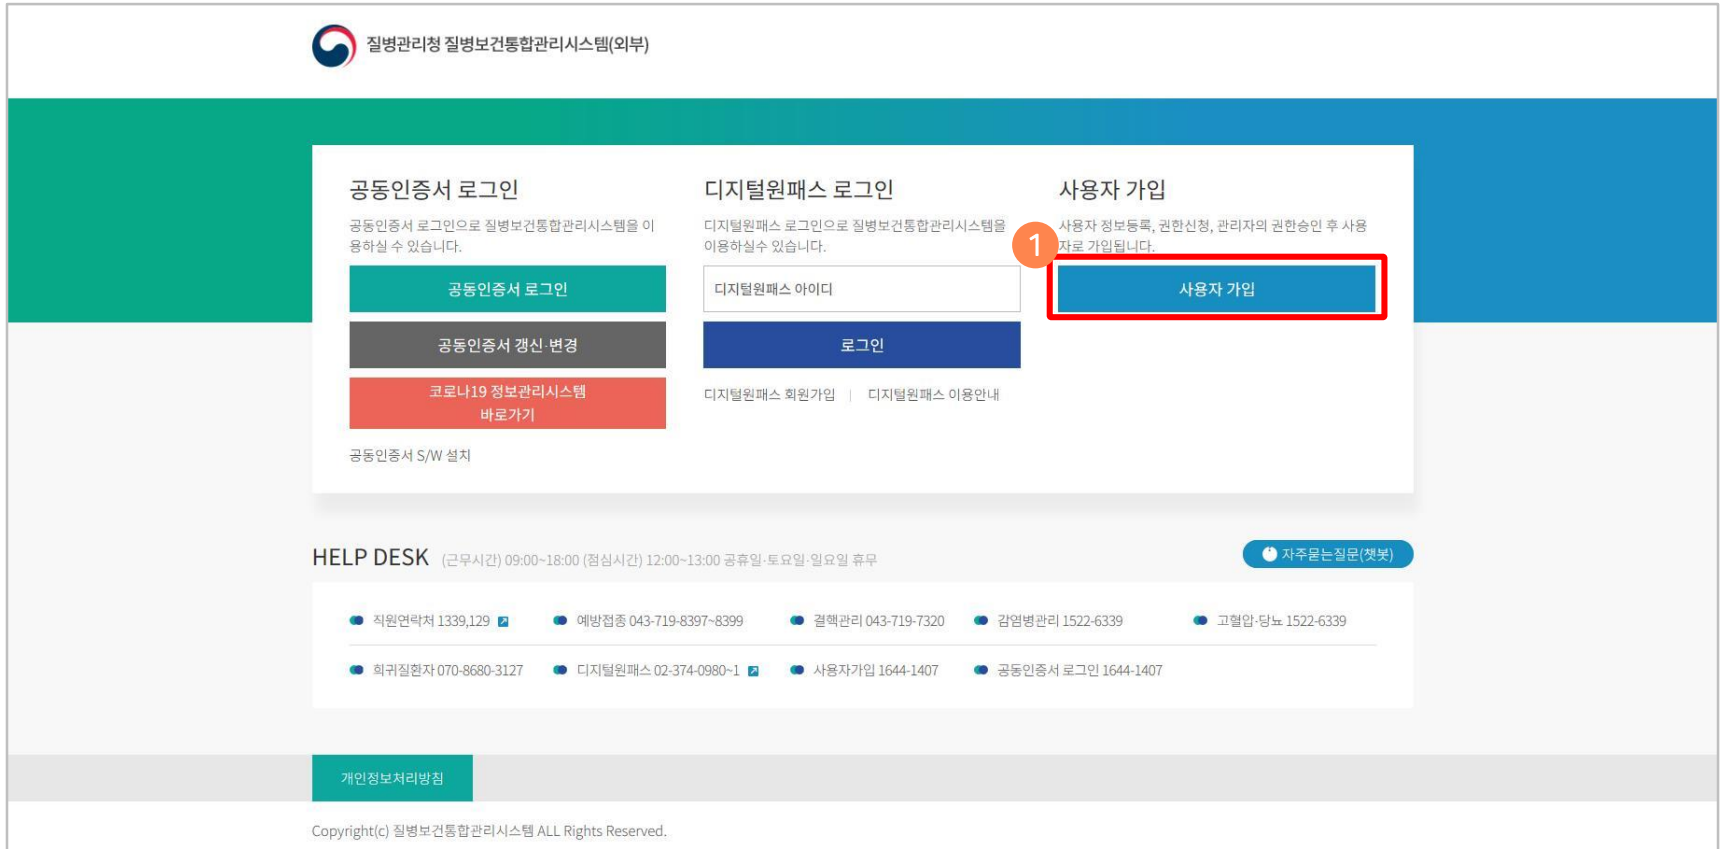 질병관리청 질병보건통합관리시스템(외부)
공동인증서 로그인
공동인증서 로그인으로 질병보건통합관리시스템을 이
용하실 수 있습니다.
공동인증서 로그인
공동인증서 갱신·변경
코로나19 정보관리시스템
바로가기
공동인증서 S/W 설치
디지털원패스 로그인
디지털원패스 로그인으로 질병보건통합관리시스템을
이용하실수 있습니다.
디지털원패스 아이디
로그인
디지털원패스 회원가입 | 디지털원패스 이용안내
사용자 가입
사용자 정보등록, 권한신청, 관리자의 권한승인 후 사용
자로 가입됩니다.
1
사용자 가입
HELP DESK (근무시간) 09:00~18:00 (점심시간) 12:00~13:00 공휴일·토요일·일요일 휴무
자주묻는질문(챗봇)
직원연락처 1339,129 예방접종 043-719-8397~8399 결핵관리 043-719-7320 감염병관리 1522-6339 고혈압·당뇨 1522-6339
희귀질환자 070-8680-3127 디지털원패스 02-374-0980~1 사용자가입 1644-1407 공동인증서 로그인 1644-1407
개인정보처리방침
Copyright(c) 질병보건통합관리시스템 ALL Rights Reserved.